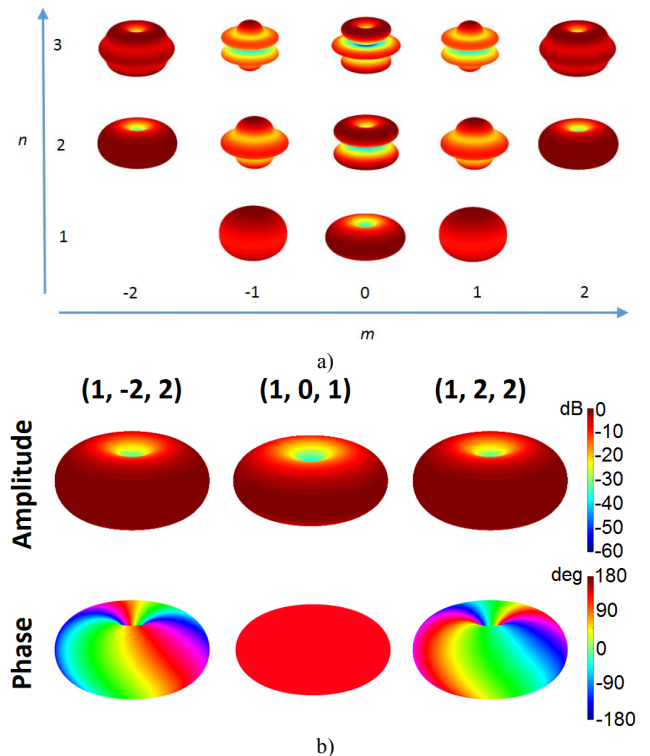 3
n
2
1
-2 -1 0 1 2
m
a)
(1, -2, 2) (1, 0, 1) (1, 2, 2)
Amplitude
dB 0
-10
-20
-30
-40
-50
-60
Phase
deg 180
90
0
-90
-180
b)